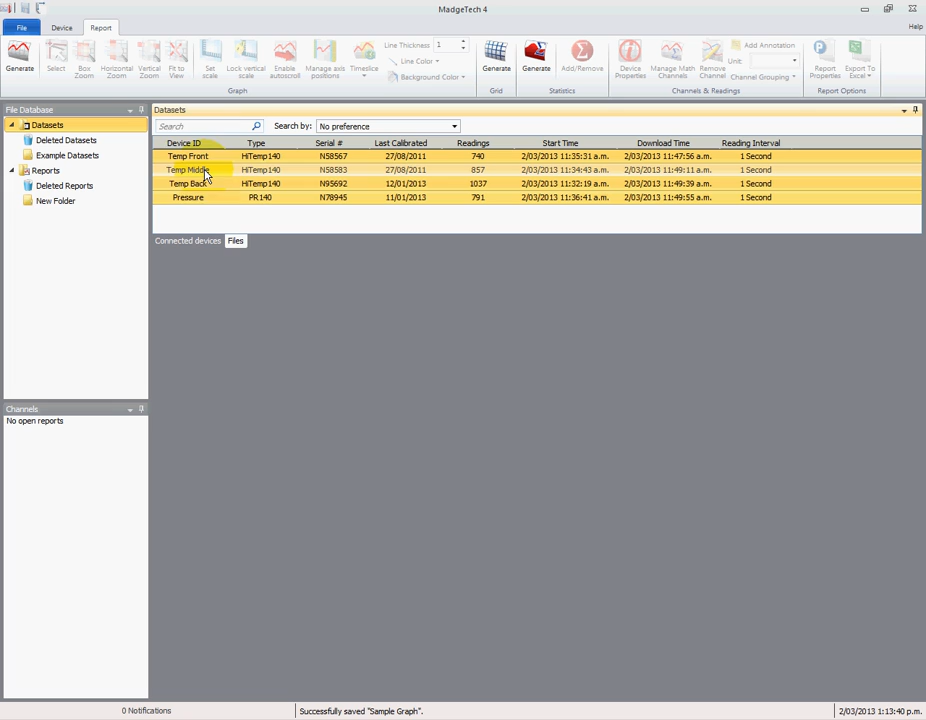 MadgeTech 4
File Device Report Help
Generate Select Box Zoom Horizontal Zoom Vertical Zoom Fit to View Set scale Lock vertical scale Enable autoscroll Manage axis positions Timeslice Line Thickness 1
Line Color
Background Color
Generate Generate Add/Remove Device Properties Manage Math Channels Remove Channel Add Annotation
Unit:
Channel Grouping
Report Properties Export To Excel
Graph Grid Statistics Channels & Readings Report Options
File Database
Datasets
Deleted Datasets
Example Datasets
Reports
Deleted Reports
New Folder
Datasets
Search Search by: No preference
Device ID Type Serial # Last Calibrated Readings Start Time Download Time Reading Interval
Temp Front HiTemp140 N58567 27/08/2011 740 2/03/2013 11:35:31 a.m. 2/03/2013 11:47:56 a.m. 1 Second
Temp Middle HiTemp140 N58583 27/08/2011 857 2/03/2013 11:34:43 a.m. 2/03/2013 11:49:11 a.m. 1 Second
Temp Back HiTemp140 N95692 12/01/2013 1037 2/03/2013 11:32:19 a.m. 2/03/2013 11:49:39 a.m. 1 Second
Pressure PR140 N78945 11/01/2013 791 2/03/2013 11:36:41 a.m. 2/03/2013 11:49:55 a.m. 1 Second
Connected devices Files
Channels
No open reports
0 Notifications Successfully saved "Sample Graph". 2/03/2013 1:13:40 p.m.